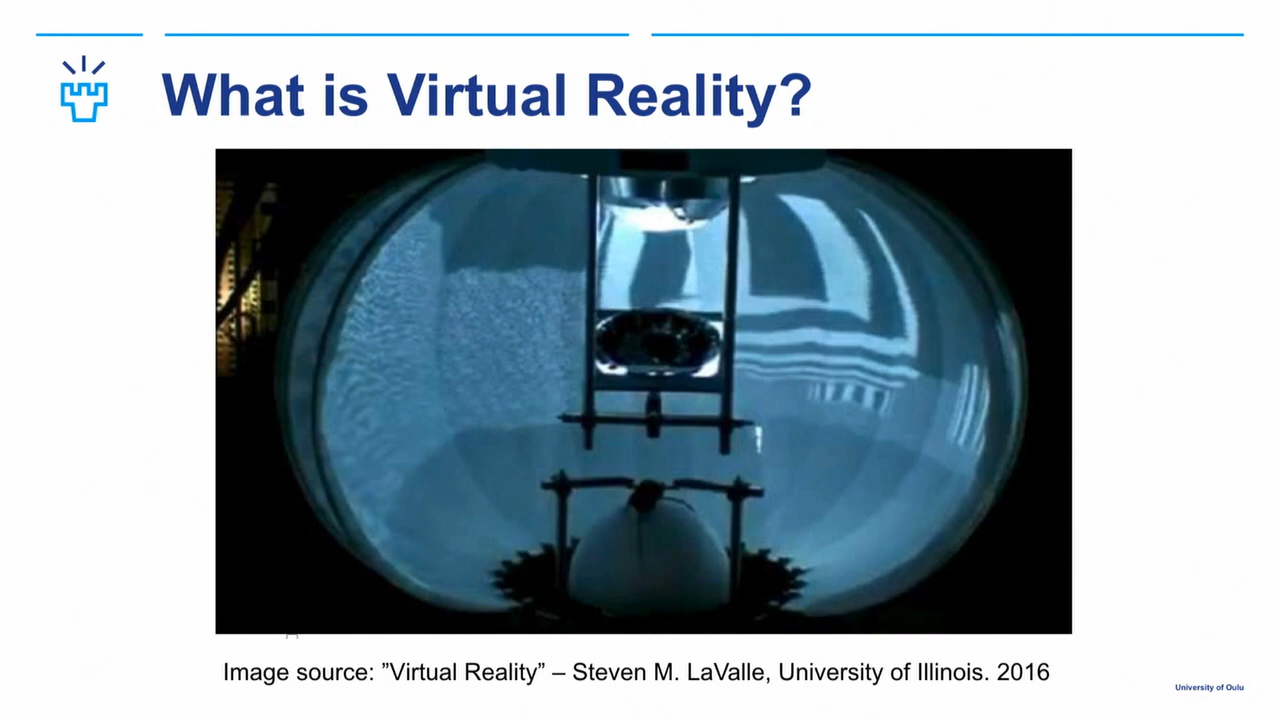 What is Virtual Reality?
Image source: ”Virtual Reality” – Steven M. LaValle, University of Illinois. 2016
University of Oulu